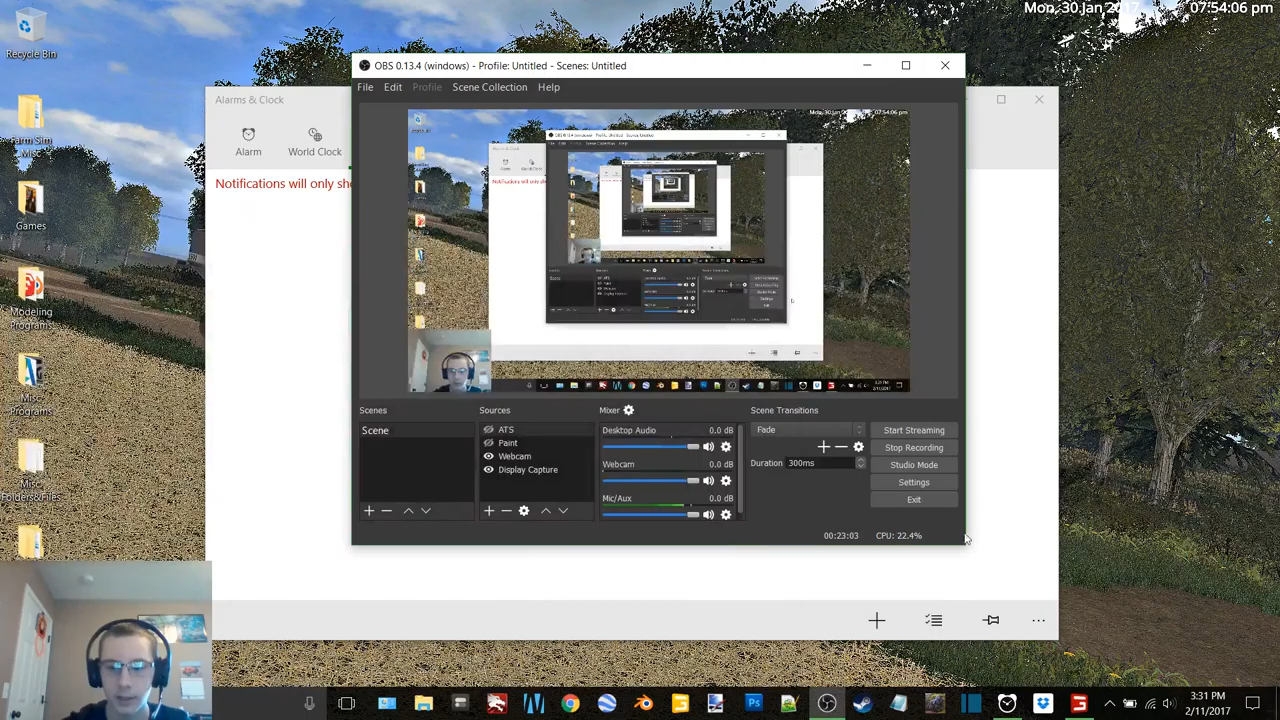 Mon, 30 Jan 2017 07:54:06 pm
Recycle Bin
OBS 0.13.4 (windows) - Profile: Untitled - Scenes: Untitled
File Edit Profile Scene Collection Help
Alarms & Clock
Alarm World Clock
Notifications will only sho
Farm Sim
Misc
Games
Modeling
Programs
Misc
Programs
My
Folders&Files
Scenes Sources Mixer Scene Transitions
Scene
ATS
Paint
Webcam
Display Capture
Desktop Audio 0.0 dB
Webcam 0.0 dB
Mic/Aux 0.0 dB
Fade
Duration 300ms
Start Streaming
Stop Recording
Studio Mode
Settings
Exit
00:23:03 CPU: 22.4%
3:31 PM
2/11/2017